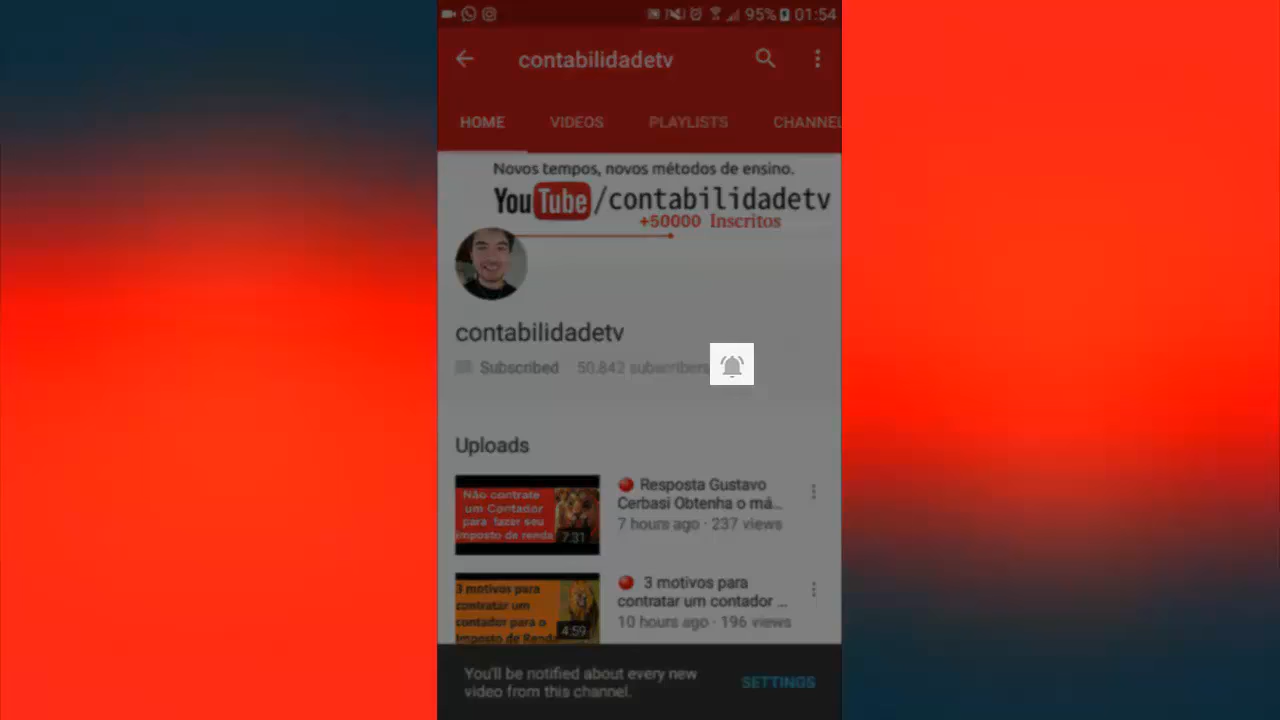 95% 01:54
contabilidadetv
HOME VIDEOS PLAYLISTS CHANNEL
Novos tempos, novos métodos de ensino.
YouTube/contabilidadetv
+50000 Inscritos
contabilidadetv
Subscribed 50.842 subscribers
Uploads
Não contrate
um Contador
para fazer seu
imposto de renda
7:31
Resposta Gustavo
Cerbasi Obtenha o má...
7 hours ago · 237 views
3 motivos para
contratar um
contador para o
Imposto de Renda
4:59
3 motivos para
contratar um contador ...
10 hours ago · 196 views
You'll be notified about every new
video from this channel.
SETTINGS